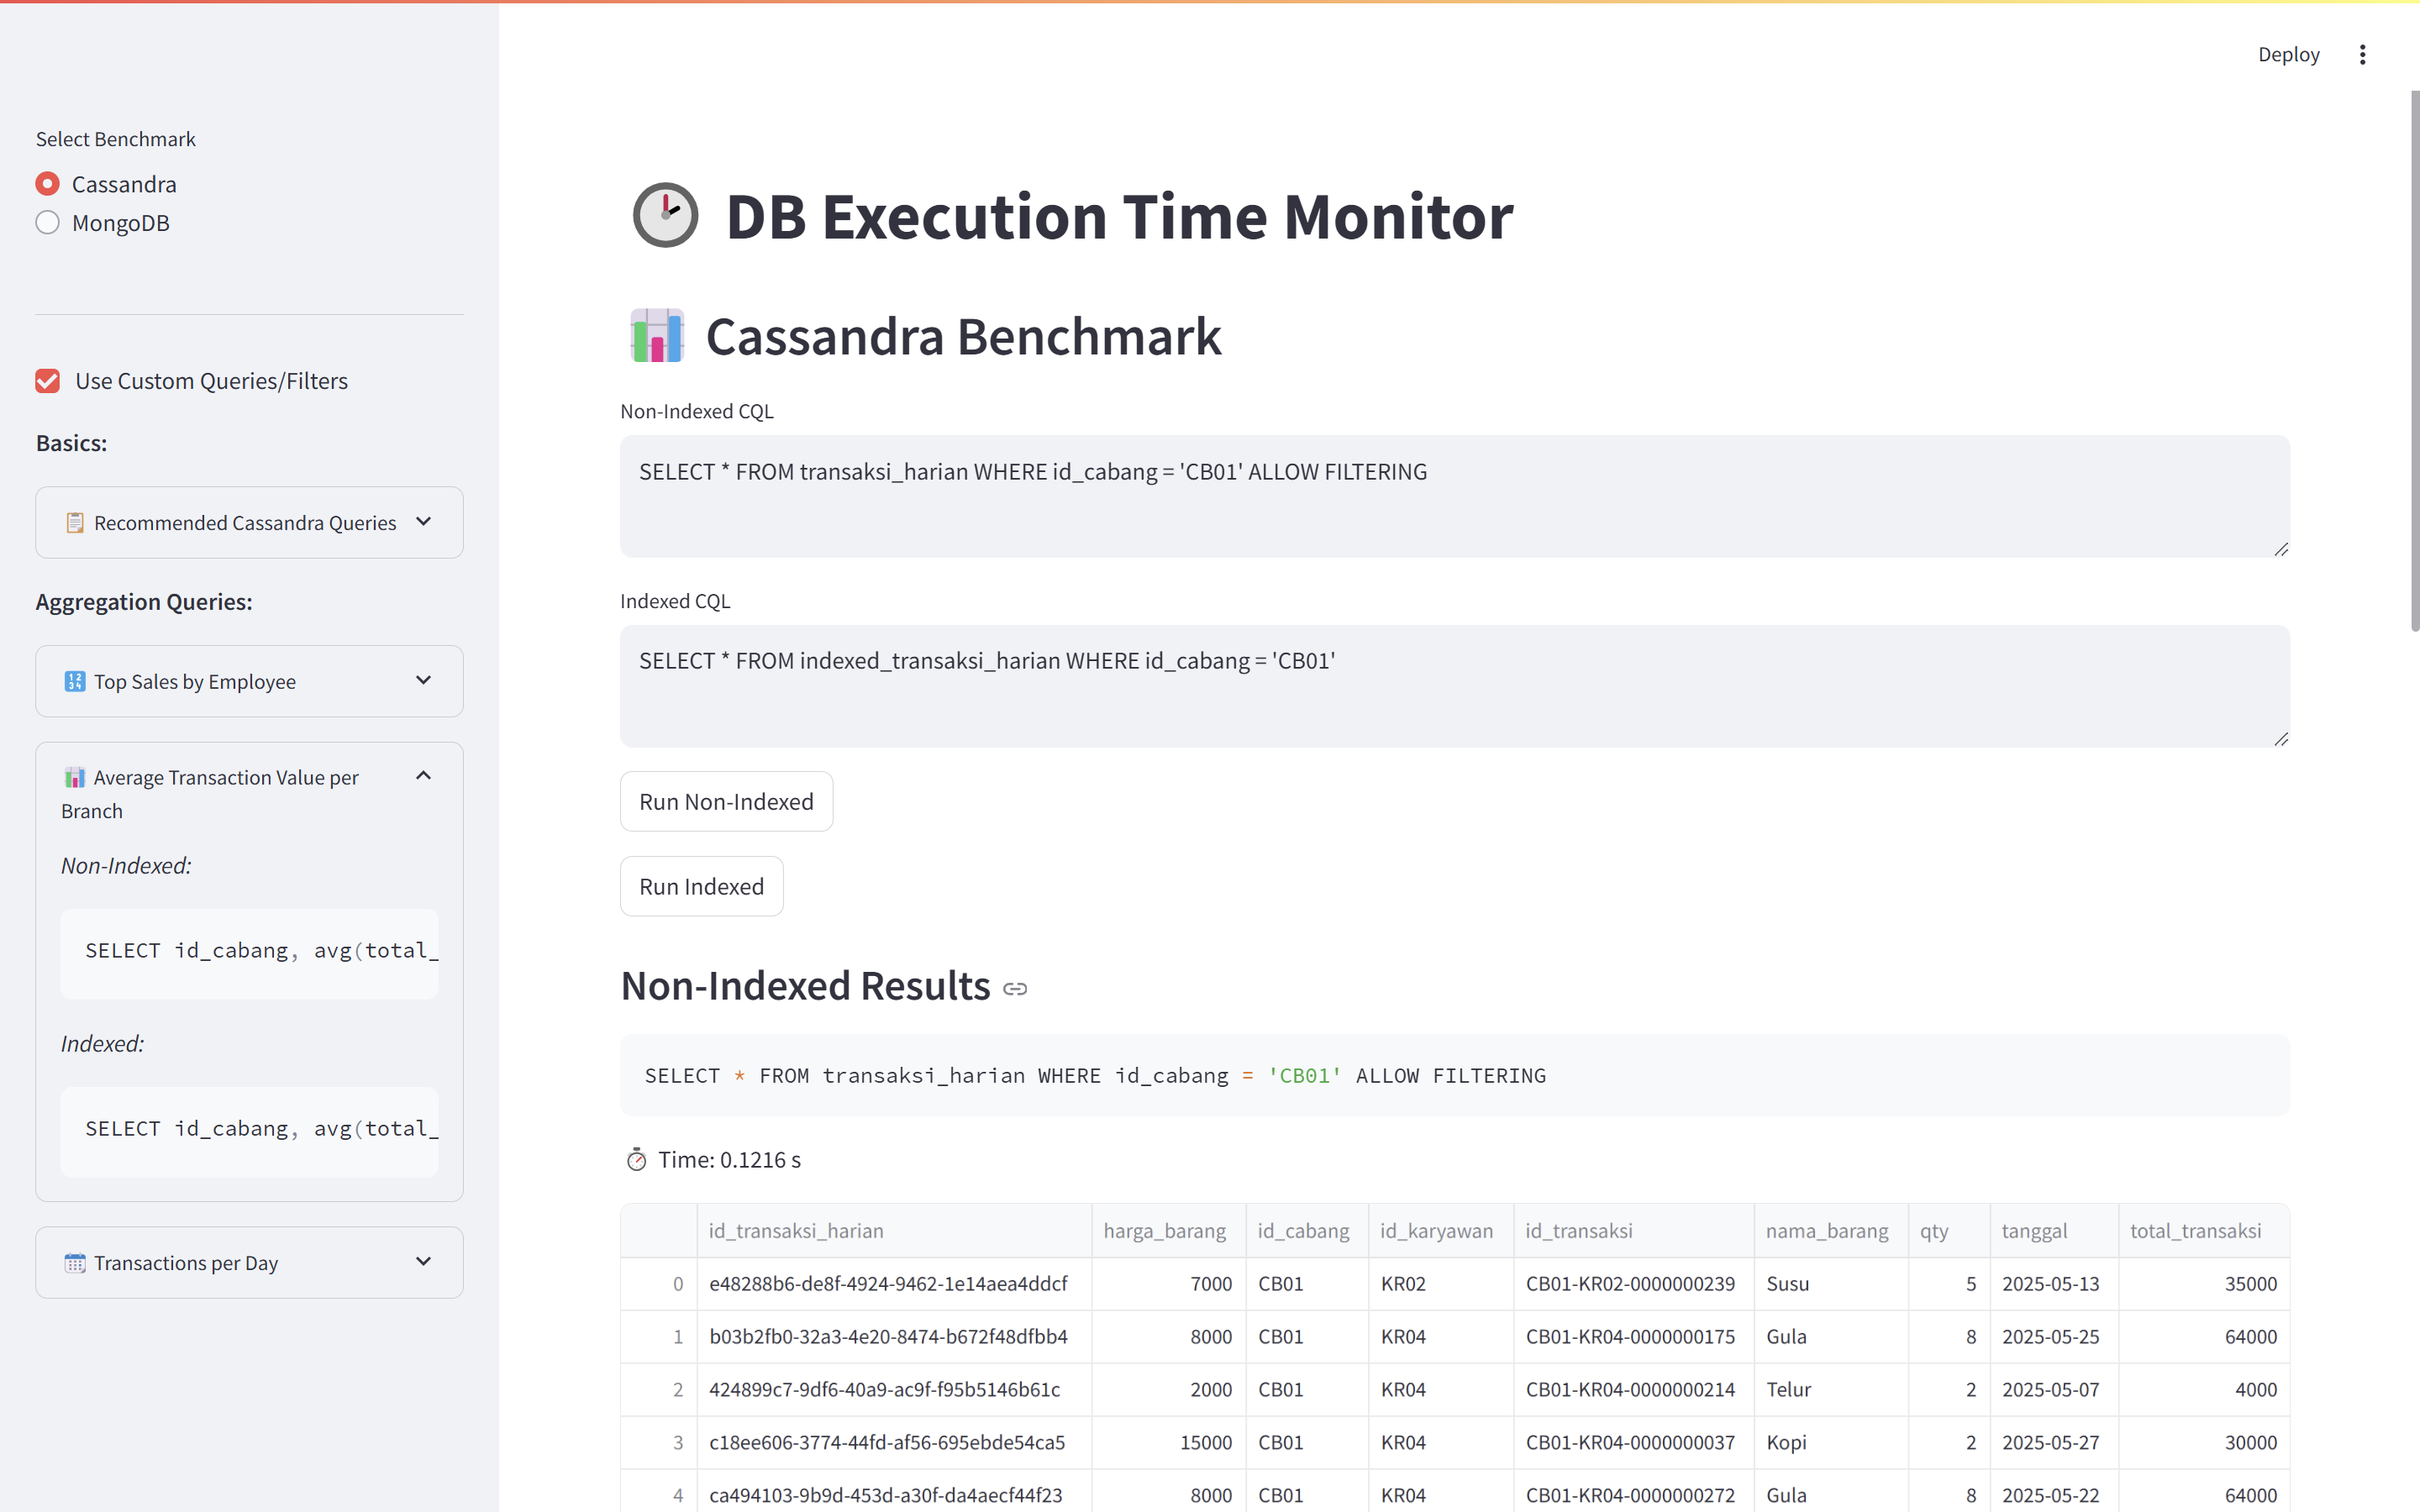 Deploy
Select Benchmark
Cassandra
MongoDB
Use Custom Queries/Filters
Basics:
Recommended Cassandra Queries
Aggregation Queries:
Top Sales by Employee
Average Transaction Value per
Branch
Non-Indexed:
SELECT id_cabang, avg(total_
Indexed:
SELECT id_cabang, avg(total_
Transactions per Day
DB Execution Time Monitor
Cassandra Benchmark
Non-Indexed CQL
SELECT * FROM transaksi_harian WHERE id_cabang = 'CB01' ALLOW FILTERING
Indexed CQL
SELECT * FROM indexed_transaksi_harian WHERE id_cabang = 'CB01'
Run Non-Indexed
Run Indexed
Non-Indexed Results
SELECT * FROM transaksi_harian WHERE id_cabang = 'CB01' ALLOW FILTERING
Time: 0.1216 s
id_transaksi_harian harga_barang id_cabang id_karyawan id_transaksi nama_barang qty tanggal total_transaksi
0 e48288b6-de8f-4924-9462-1e14aea4ddcf 7000 CB01 KR02 CB01-KR02-0000000239 Susu 5 2025-05-13 35000
1 b03b2fb0-32a3-4e20-8474-b672f48dfbb4 8000 CB01 KR04 CB01-KR04-0000000175 Gula 8 2025-05-25 64000
2 424899c7-9df6-40a9-ac9f-f95b5146b61c 2000 CB01 KR04 CB01-KR04-0000000214 Telur 2 2025-05-07 4000
3 c18ee606-3774-44fd-af56-695ebde54ca5 15000 CB01 KR04 CB01-KR04-0000000037 Kopi 2 2025-05-27 30000
4 ca494103-9b9d-453d-a30f-da4aecf44f23 8000 CB01 KR04 CB01-KR04-0000000272 Gula 8 2025-05-22 64000